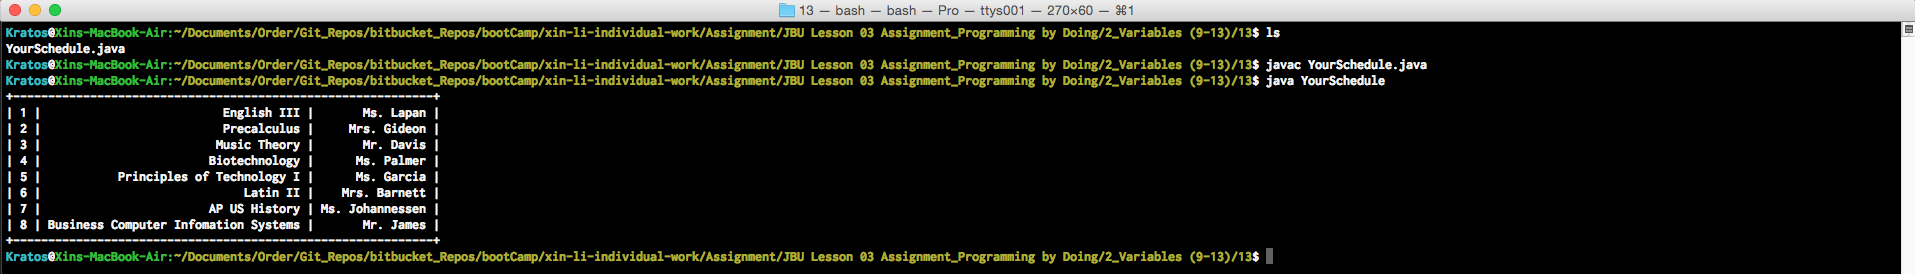 13 — bash — bash — Pro — ttys001 — 270×60 — ⌘1
Kratos@Xins-MacBook-Air:~/Documents/Order/Git_Repos/bitbucket_Repos/bootCamp/xin-li-individual-work/Assignment/JBU Lesson 03 Assignment_Programming by Doing/2_Variables (9-13)/13$ ls
YourSchedule.java
Kratos@Xins-MacBook-Air:~/Documents/Order/Git_Repos/bitbucket_Repos/bootCamp/xin-li-individual-work/Assignment/JBU Lesson 03 Assignment_Programming by Doing/2_Variables (9-13)/13$ javac YourSchedule.java
Kratos@Xins-MacBook-Air:~/Documents/Order/Git_Repos/bitbucket_Repos/bootCamp/xin-li-individual-work/Assignment/JBU Lesson 03 Assignment_Programming by Doing/2_Variables (9-13)/13$ java YourSchedule
+------------------------------------------------------------+
| 1 |                          English III |       Ms. Lapan |
| 2 |                          Precalculus |     Mrs. Gideon |
| 3 |                         Music Theory |       Mr. Davis |
| 4 |                        Biotechnology |      Ms. Palmer |
| 5 |           Principles of Technology I |      Ms. Garcia |
| 6 |                             Latin II |    Mrs. Barnett |
| 7 |                        AP US History | Ms. Johannessen |
| 8 | Business Computer Infomation Systems |       Mr. James |
+------------------------------------------------------------+
Kratos@Xins-MacBook-Air:~/Documents/Order/Git_Repos/bitbucket_Repos/bootCamp/xin-li-individual-work/Assignment/JBU Lesson 03 Assignment_Programming by Doing/2_Variables (9-13)/13$